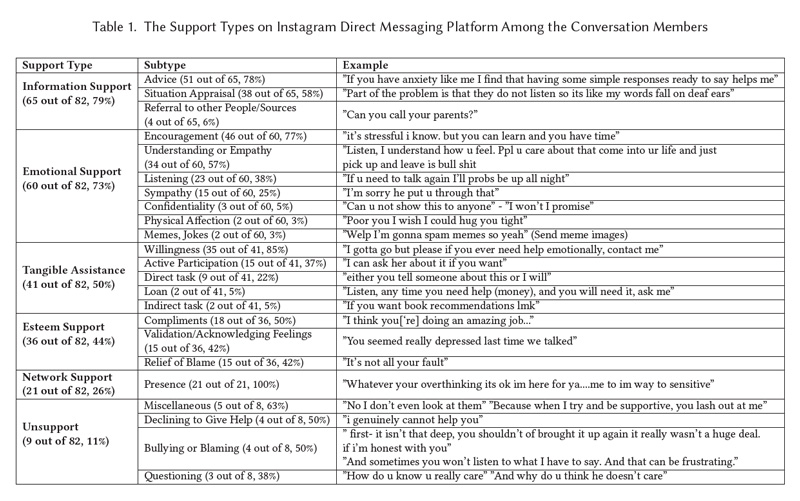 Table 1. The Support Types on Instagram Direct Messaging Platform Among the Conversation Members
Support Type Subtype Example
Information Support
(65 out of 82, 79%)
Advice (51 out of 65, 78%) "If you have anxiety like me I find that having some simple responses ready to say helps me"
Situation Appraisal (38 out of 65, 58%) "Part of the problem is that they do not listen so its like my words fall on deaf ears"
Referral to other People/Sources
(4 out of 65, 6%)
"Can you call your parents?"
Emotional Support
(60 out of 82, 73%)
Encouragement (46 out of 60, 77%) "it's stressful i know. but you can learn and you have time"
Understanding or Empathy
(34 out of 60, 57%)
"Listen, I understand how u feel. Ppl u care about that come into ur life and just
pick up and leave is bull shit
Listening (23 out of 60, 38%) "If u need to talk again I'll probs be up all night"
Sympathy (15 out of 60, 25%) "I'm sorry he put u through that"
Confidentiality (3 out of 60, 5%) "Can u not show this to anyone" - "I won't I promise"
Physical Affection (2 out of 60, 3%) "Poor you I wish I could hug you tight"
Memes, Jokes (2 out of 60, 3%) "Welp I'm gonna spam memes so yeah" (Send meme images)
Tangible Assistance
(41 out of 82, 50%)
Willingness (35 out of 41, 85%) "I gotta go but please if you ever need help emotionally, contact me"
Active Participation (15 out of 41, 37%) "I can ask her about it if you want"
Direct task (9 out of 41, 22%) "either you tell someone about this or I will"
Loan (2 out of 41, 5%) "Listen, any time you need help (money), and you will need it, ask me"
Indirect task (2 out of 41, 5%) "If you want book recommendations lmk"
Esteem Support
(36 out of 82, 44%)
Compliments (18 out of 36, 50%) "I think you['re] doing an amazing job..."
Validation/Acknowledging Feelings
(15 out of 36, 42%)
"You seemed really depressed last time we talked"
Relief of Blame (15 out of 36, 42%) "It's not all your fault"
Network Support
(21 out of 82, 26%)
Presence (21 out of 21, 100%) "Whatever your overthinking its ok im here for ya....me to im way to sensitive"
Unsupport
(9 out of 82, 11%)
Miscellaneous (5 out of 8, 63%) "No I don't even look at them" "Because when I try and be supportive, you lash out at me"
Declining to Give Help (4 out of 8, 50%) "i genuinely cannot help you"
Bullying or Blaming (4 out of 8, 50%)
" first- it isn't that deep, you shouldn't of brought it up again it really wasn't a huge deal.
if i'm honest with you"
"And sometimes you won't listen to what I have to say. And that can be frustrating."
Questioning (3 out of 8, 38%) "How do u know u really care" "And why do u think he doesn't care"